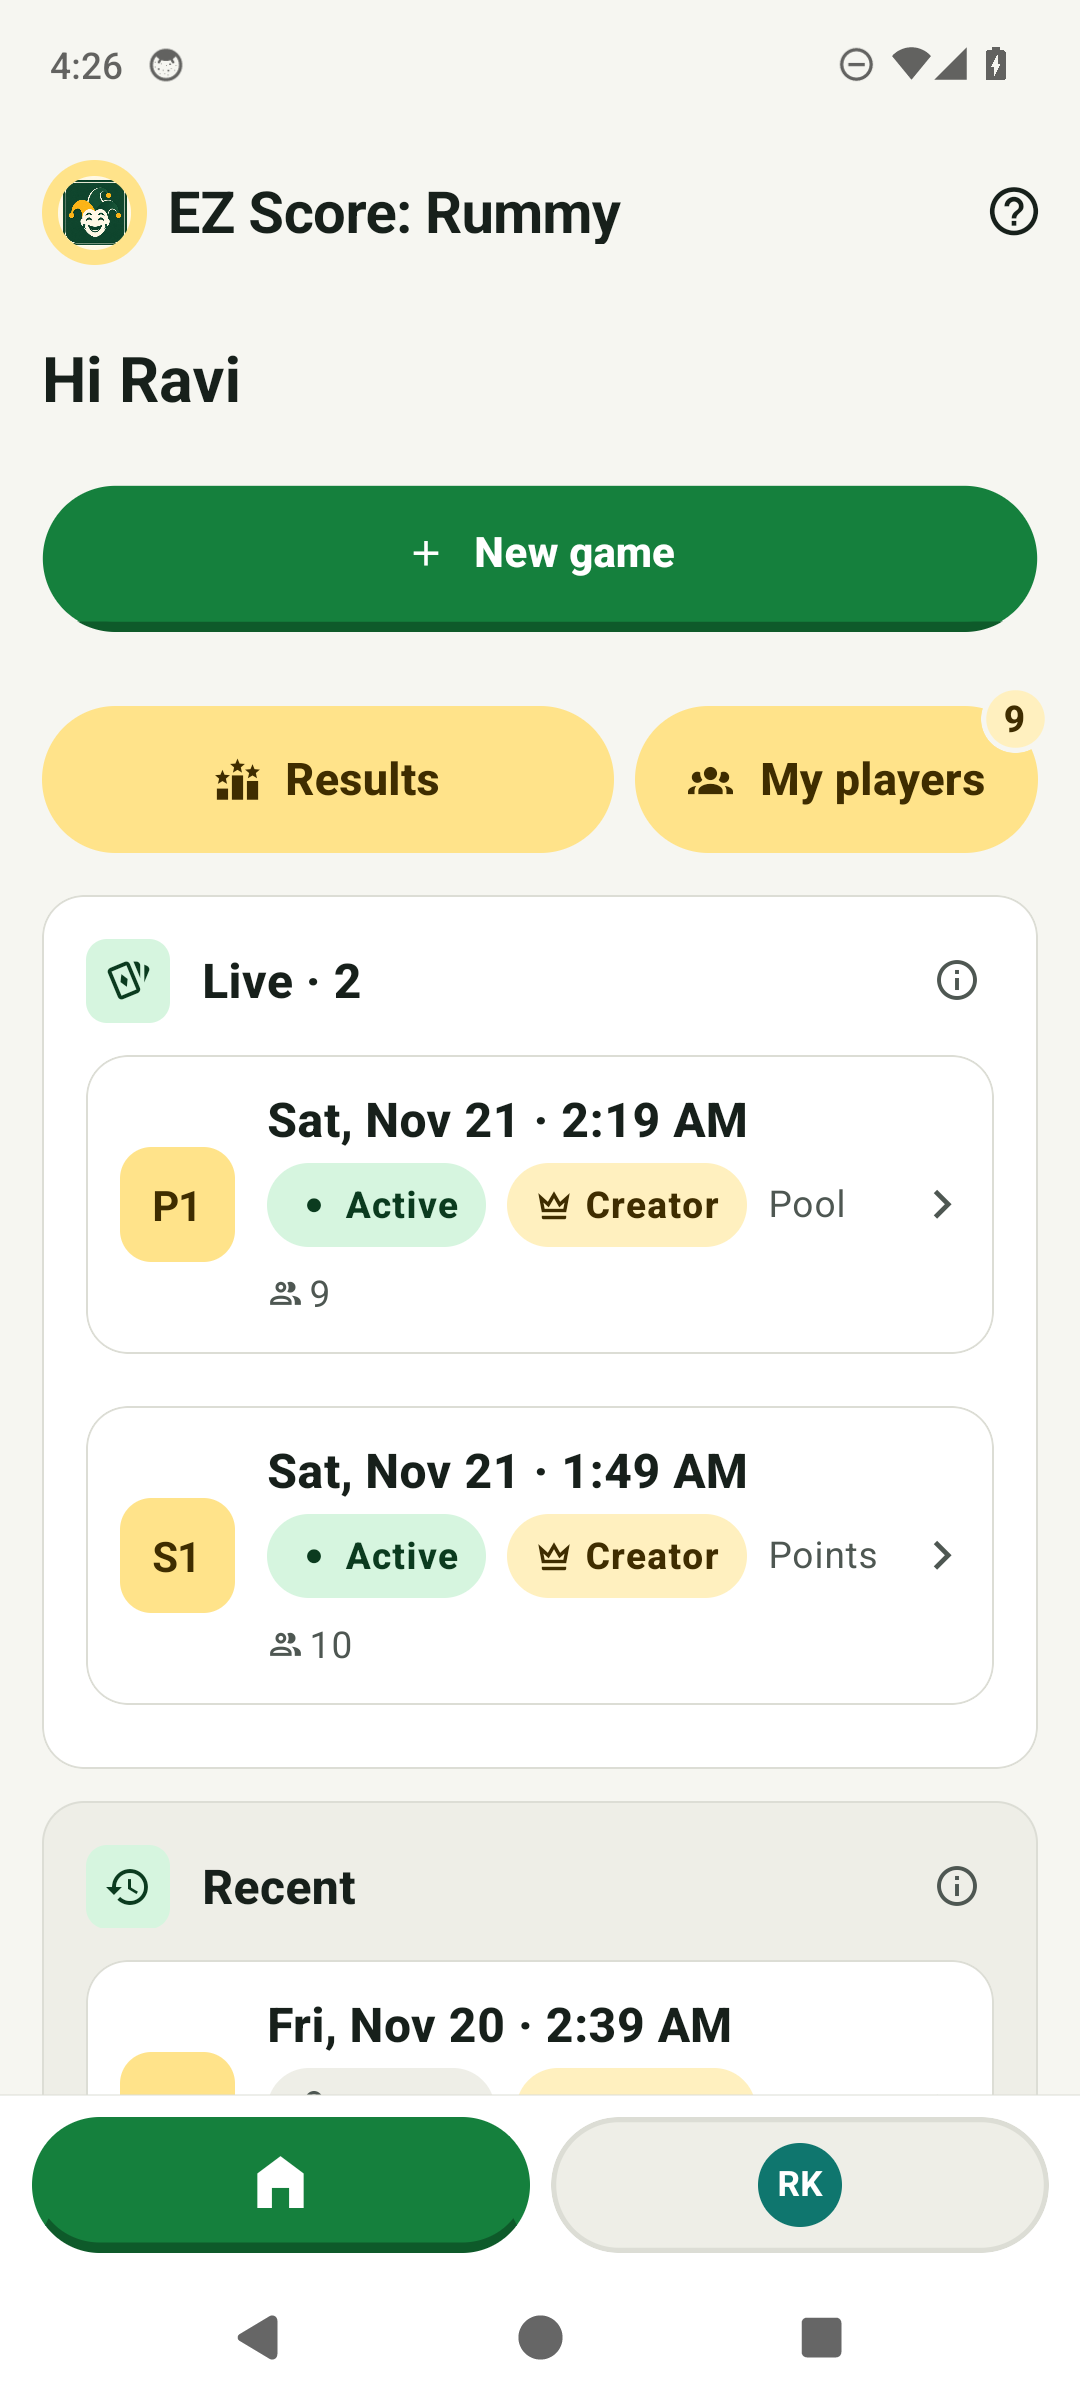 4:26
EZ Score: Rummy
Hi Ravi
New game
Results
My players
9
Live · 2
Sat, Nov 21 · 2:19 AM
P1
Active
Creator
Pool
9
Sat, Nov 21 · 1:49 AM
S1
Active
Creator
Points
10
Recent
Fri, Nov 20 · 2:39 AM
RK